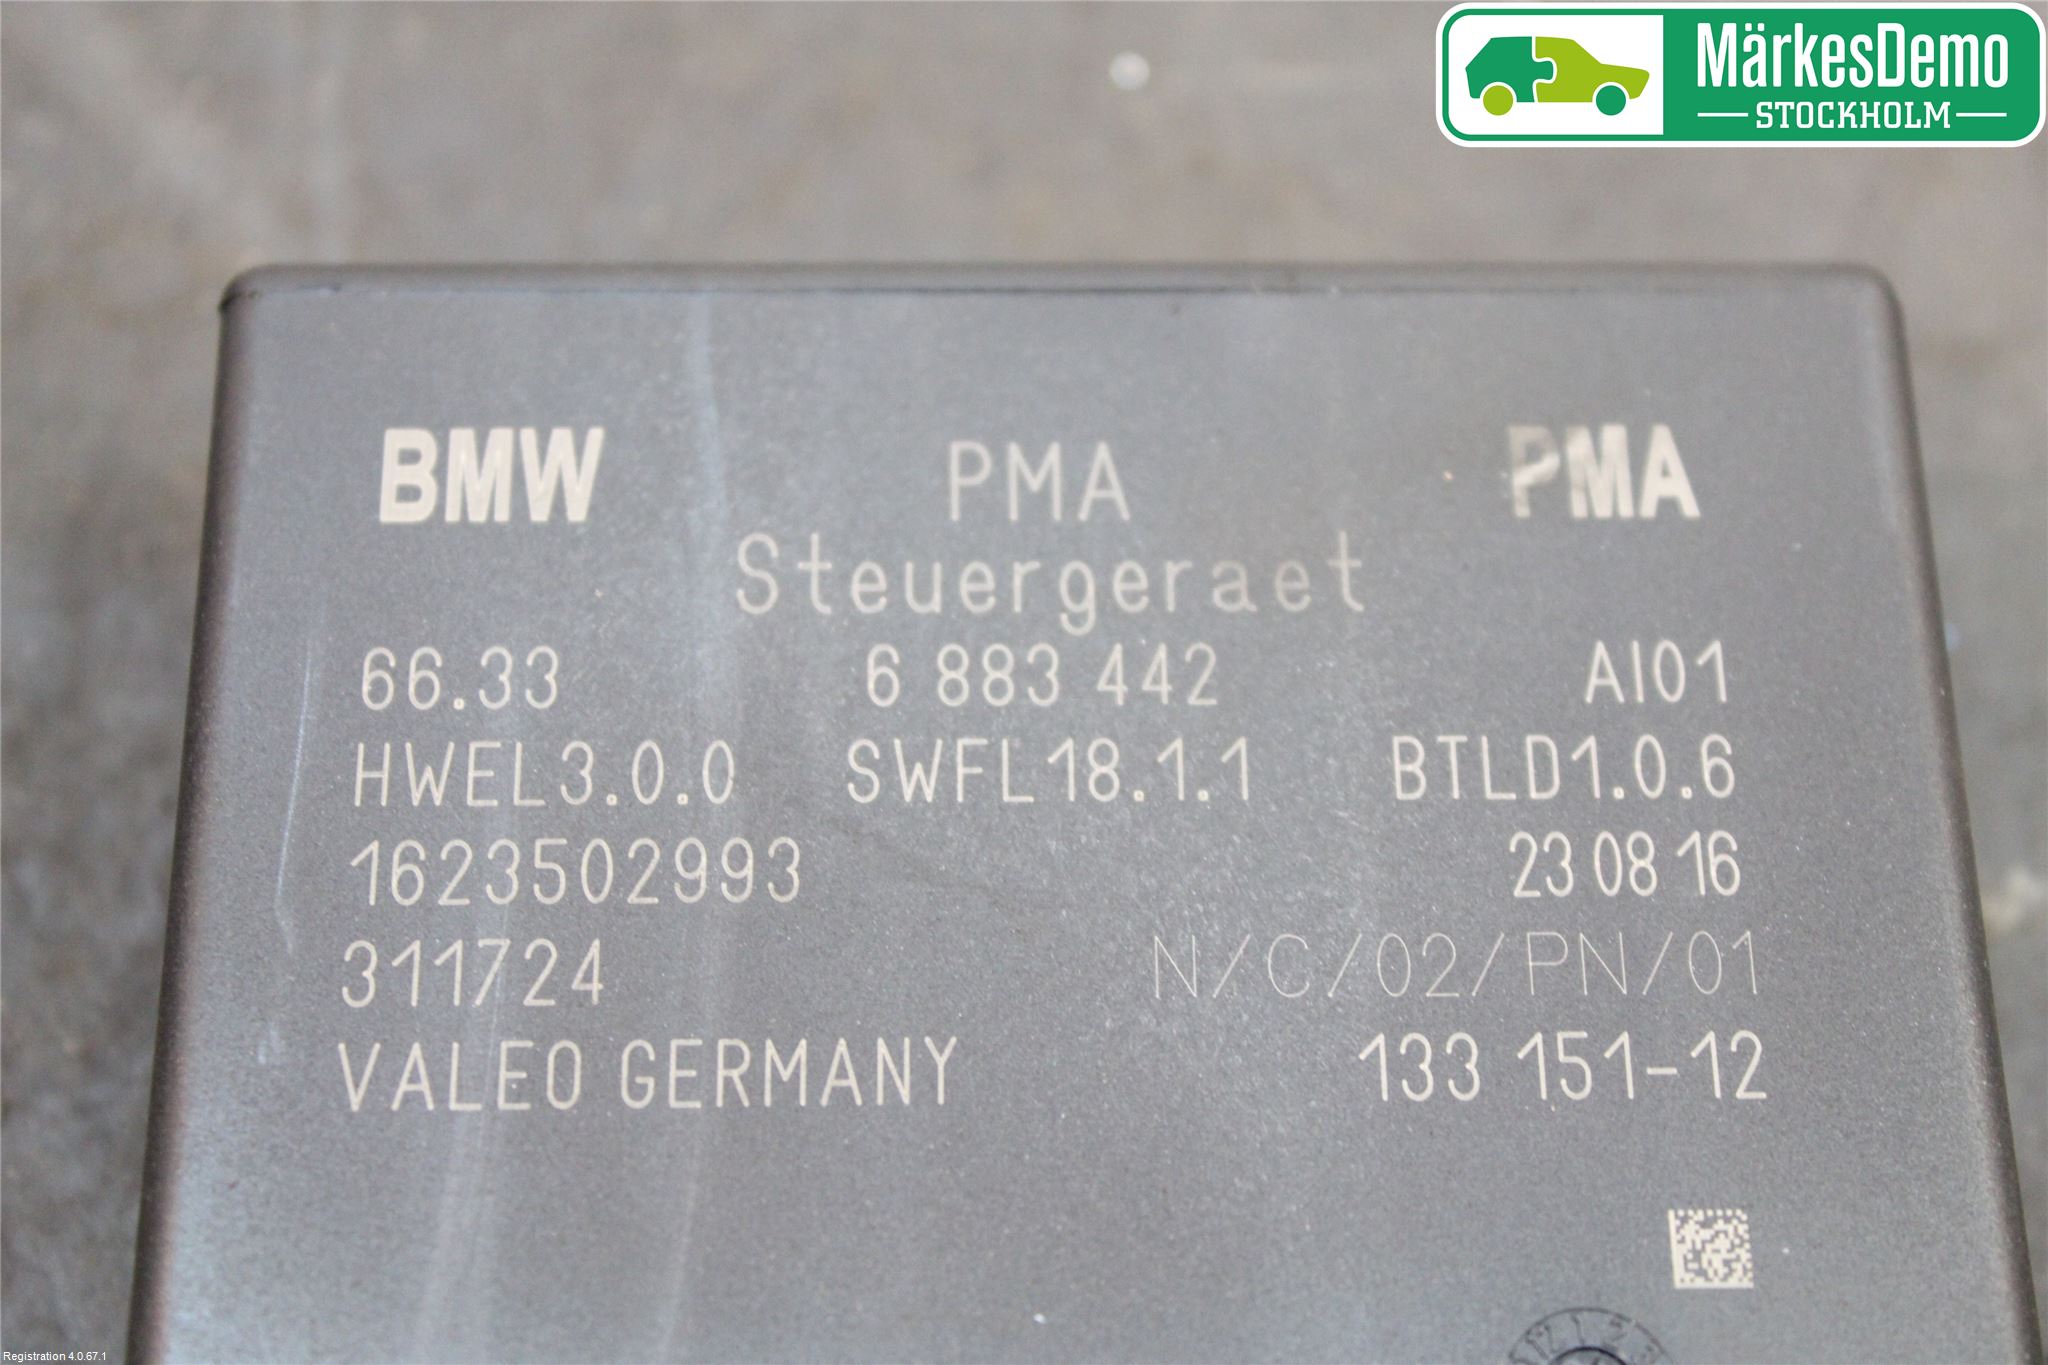 MärkesDemo
STOCKHOLM
BMW PMA PMA
Steuergeraet
66.33 6 883 442 AI01
HWEL3.0.0 SWFL18.1.1 BTLD1.0.6
1623502993 23 08 16
311724 N/C/02/PN/01
VALEO GERMANY 133 151-12
Registration 4.0.67.1